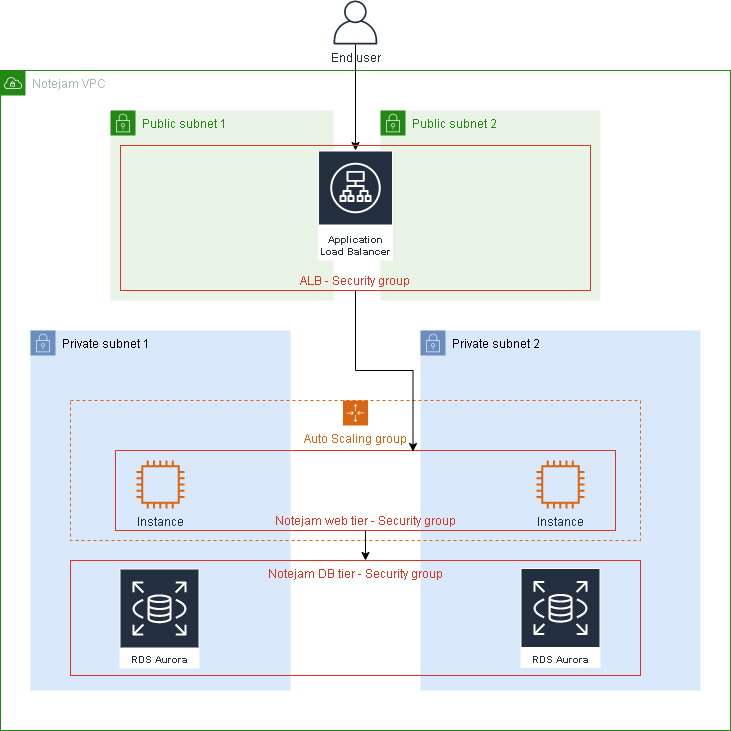 End user
Notejam VPC
Public subnet 1
Public subnet 2
Application
Load Balancer
ALB - Security group
Private subnet 1
Private subnet 2
Auto Scaling group
Instance
Instance
Notejam web tier - Security group
Notejam DB tier - Security group
RDS Aurora
RDS Aurora